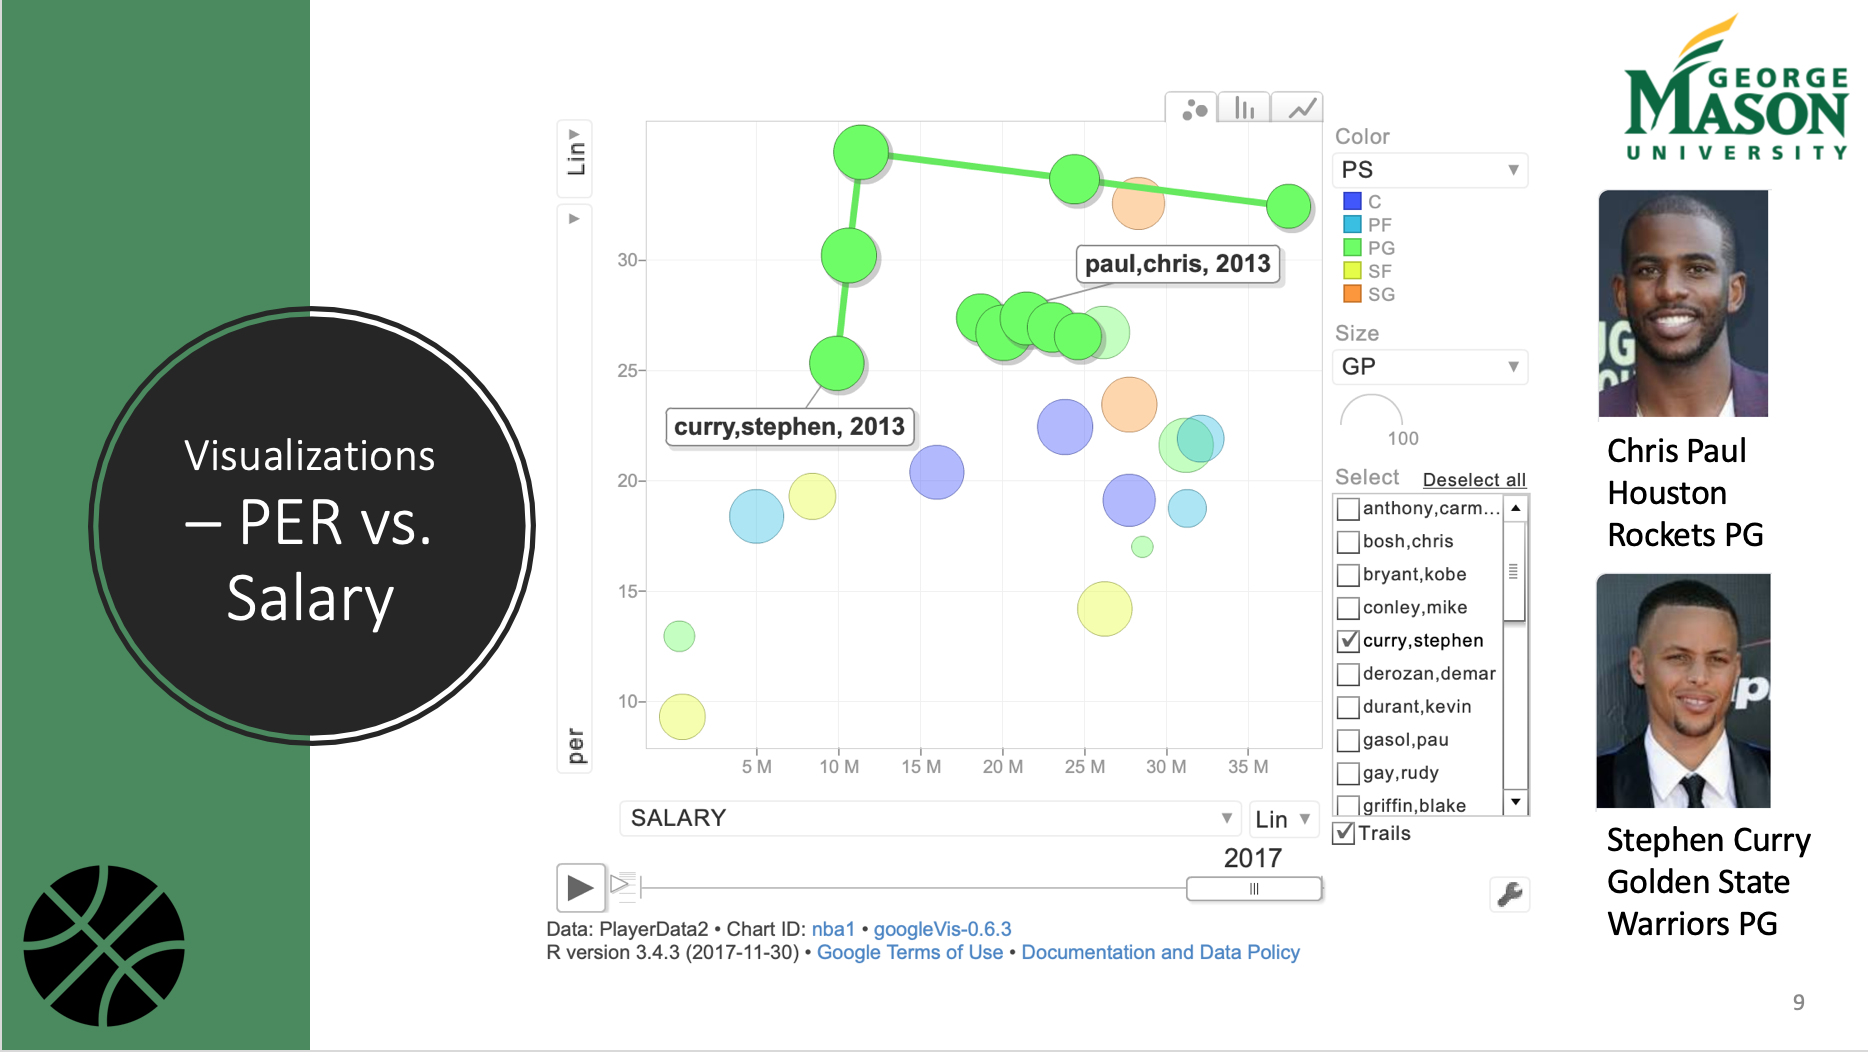 Visualizations
– PER vs.
Salary
Lin
per
30
25
20
15
10
paul,chris, 2013
curry,stephen, 2013
5 M 10 M 15 M 20 M 25 M 30 M 35 M
SALARY
Lin
2017
Color
PS
C
PF
PG
SF
SG
Size
GP
100
Select Deselect all
anthony,carm...
bosh,chris
bryant,kobe
conley,mike
curry,stephen
derozan,demar
durant,kevin
gasol,pau
gay,rudy
griffin,blake
Trails
Data: PlayerData2 • Chart ID: nba1 • googleVis-0.6.3
R version 3.4.3 (2017-11-30) • Google Terms of Use • Documentation and Data Policy
GEORGE
MASON
UNIVERSITY
Chris Paul
Houston
Rockets PG
Stephen Curry
Golden State
Warriors PG
9